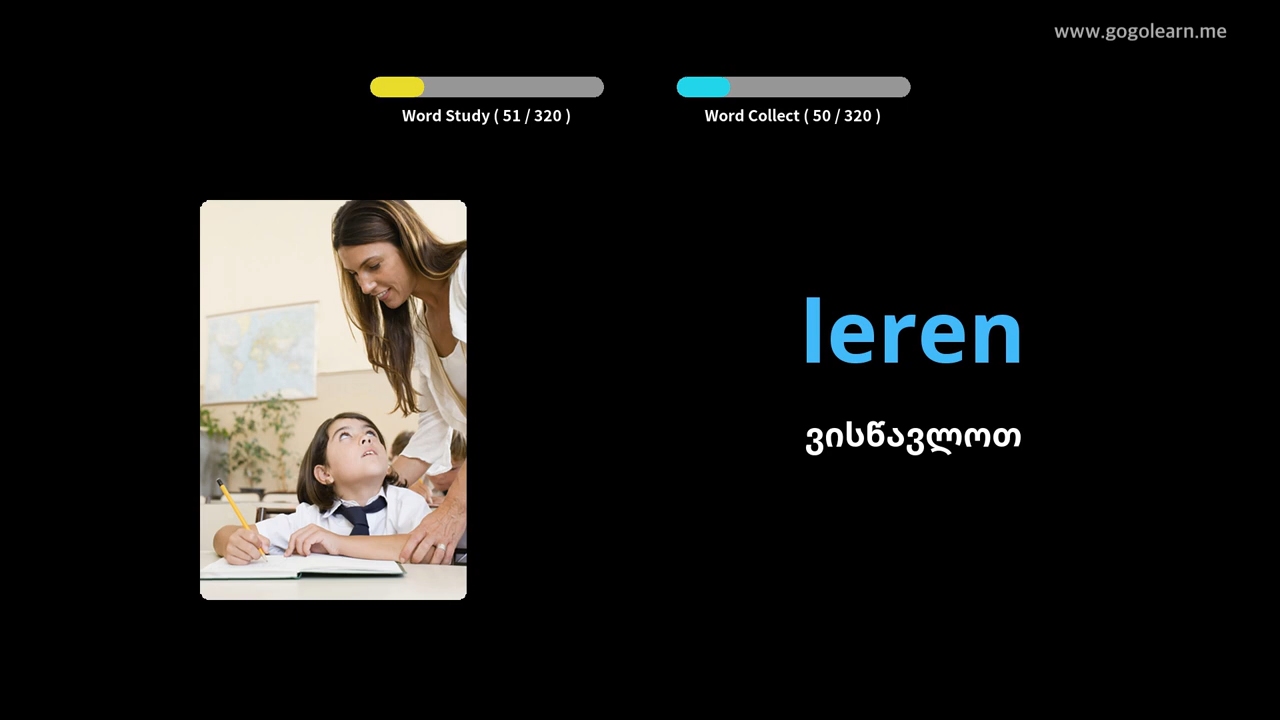 www.gogolearn.me
Word Study ( 51 / 320 )
Word Collect ( 50 / 320 )
leren
ვისწავლოთ